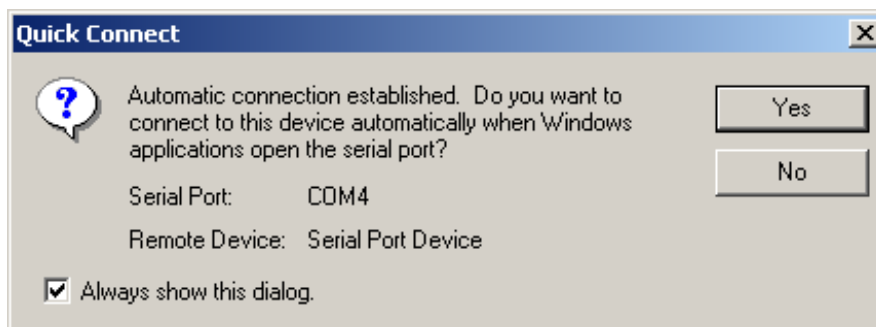 Quick Connect
Automatic connection established. Do you want to
connect to this device automatically when Windows
applications open the serial port?
Yes
No
Serial Port: COM4
Remote Device: Serial Port Device
Always show this dialog.